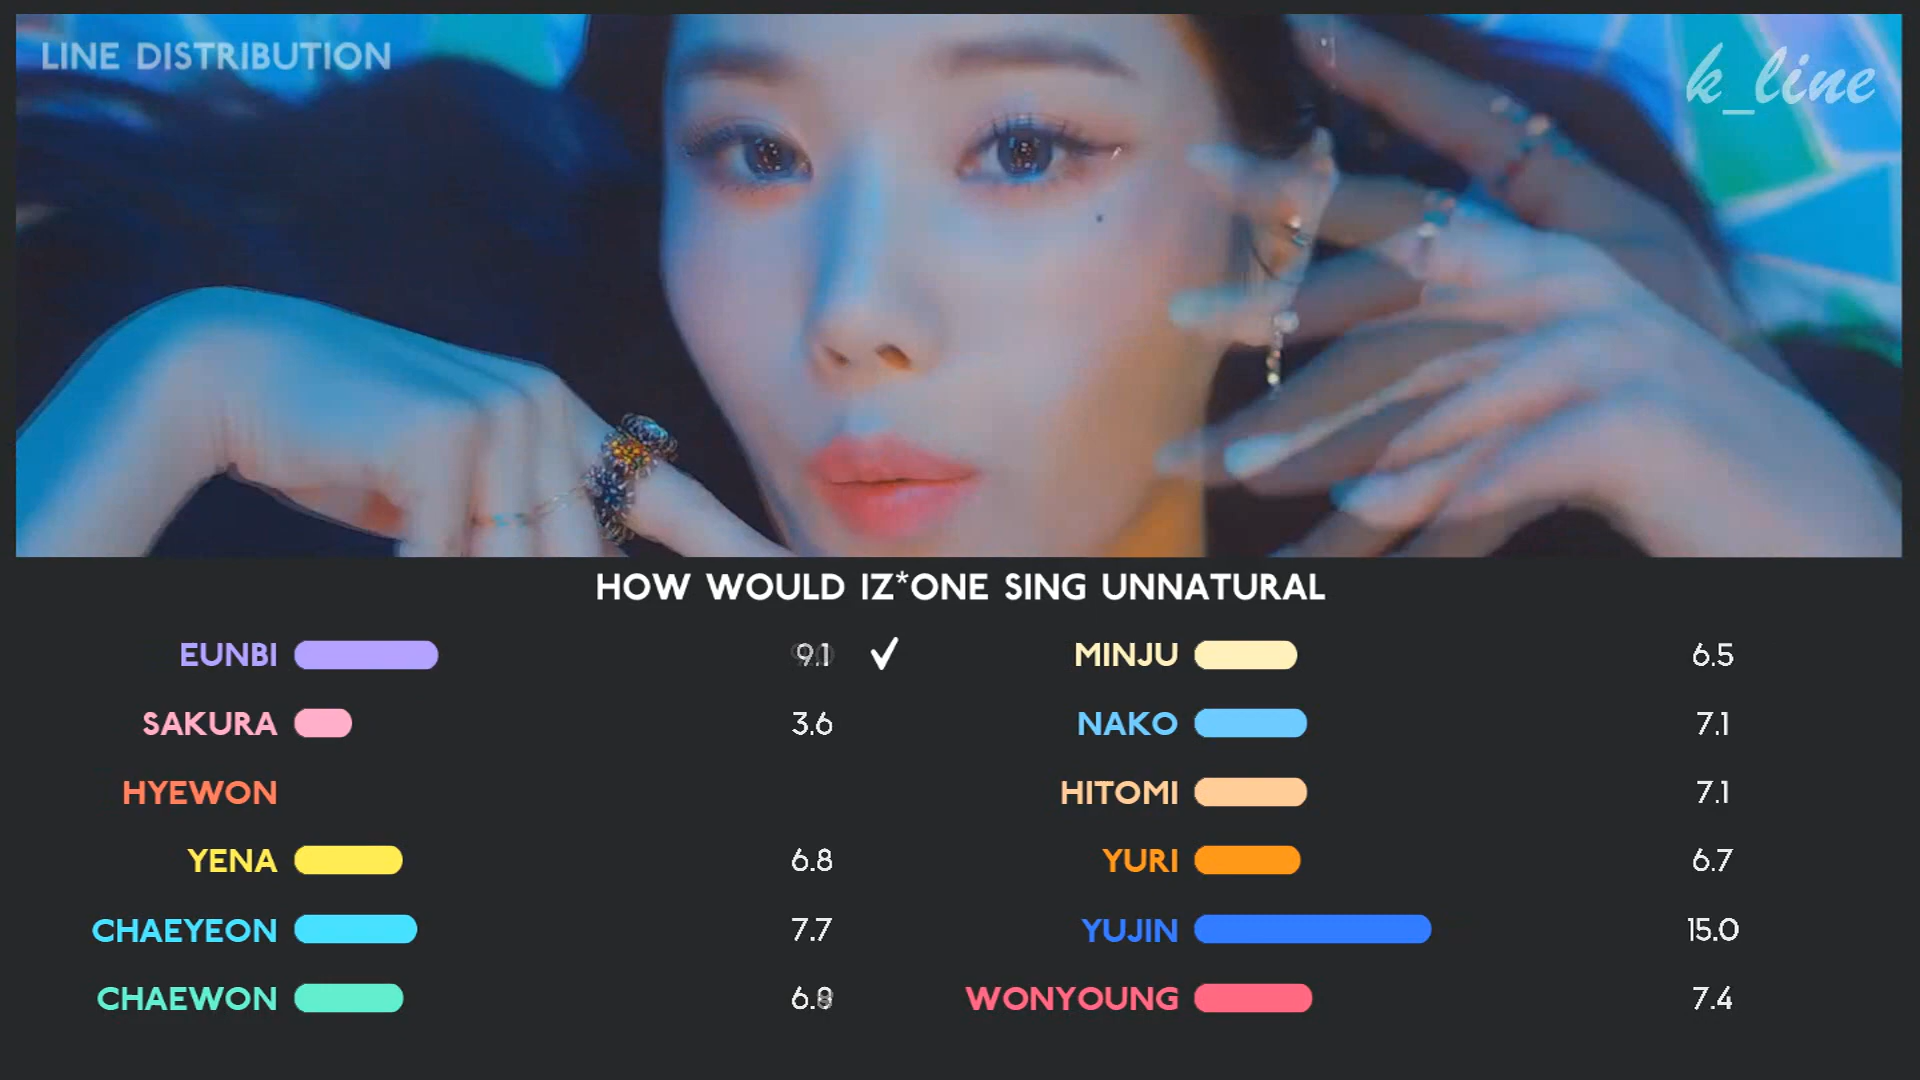 LINE DISTRIBUTION
k_line
HOW WOULD IZ*ONE SING UNNATURAL
EUNBI 9.1 ✓
SAKURA 3.6
HYEWON
YENA 6.8
CHAEYEON 7.7
CHAEWON 6.8
MINJU 6.5
NAKO 7.1
HITOMI 7.1
YURI 6.7
YUJIN 15.0
WONYOUNG 7.4